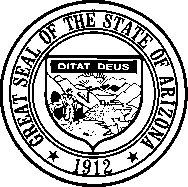 GREAT SEAL OF THE STATE OF ARIZONA
DITAT DEUS
1912